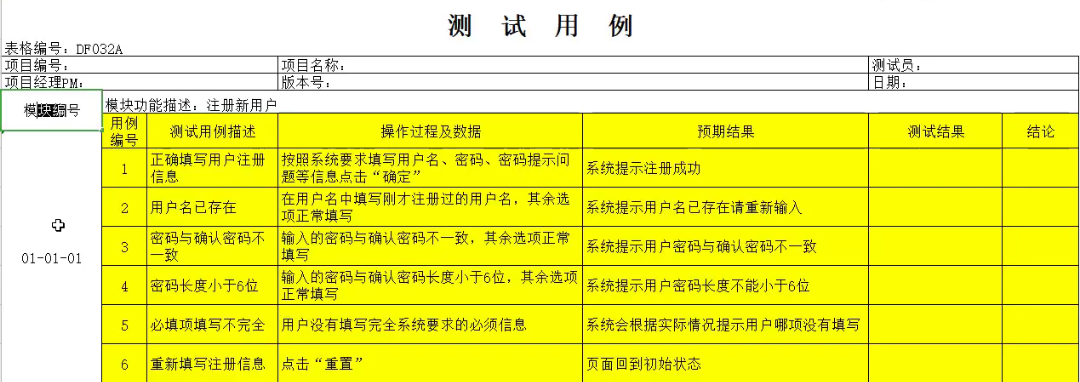 测 试 用 例
表格编号：DF032A
项目编号：
项目名称：
测试员：
项目经理PM：
版本号：
日期：
模块编号
模块功能描述：注册新用户
用例
编号
测试用例描述
操作过程及数据
预期结果
测试结果
结论
01-01-01
1
正确填写用户注册
信息
按照系统要求填写用户名、密码、密码提示问
题等信息点击“确定”
系统提示注册成功
2
用户名已存在
在用户名中填写刚才注册过的用户名，其余选
项正常填写
系统提示用户名已存在请重新输入
3
密码与确认密码不
一致
输入的密码与确认密码不一致，其余选项正常
填写
系统提示用户密码与确认密码不一致
4
密码长度小于6位
输入的密码与确认密码长度小于6位，其余选项
正常填写
系统提示用户密码长度不能小于6位
5
必填项填写不完全
用户没有填写完全系统要求的必须信息
系统会根据实际情况提示用户哪项没有填写
6
重新填写注册信息
点击“重置”
页面回到初始状态